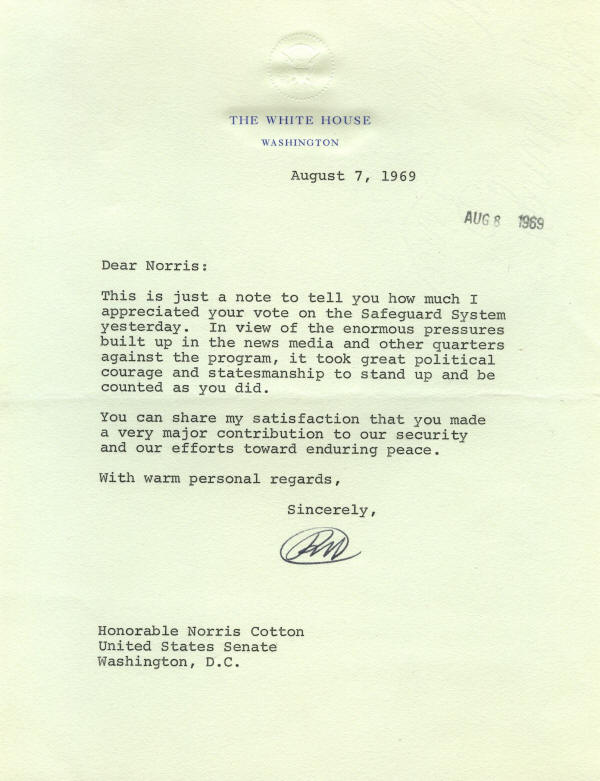 THE WHITE HOUSE
WASHINGTON
August 7, 1969
AUG 8 1969
Dear Norris:
This is just a note to tell you how much I
appreciated your vote on the Safeguard System
yesterday. In view of the enormous pressures
built up in the news media and other quarters
against the program, it took great political
courage and statesmanship to stand up and be
counted as you did.
You can share my satisfaction that you made
a very major contribution to our security
and our efforts toward enduring peace.
With warm personal regards,
Sincerely,
RN
Honorable Norris Cotton
United States Senate
Washington, D.C.